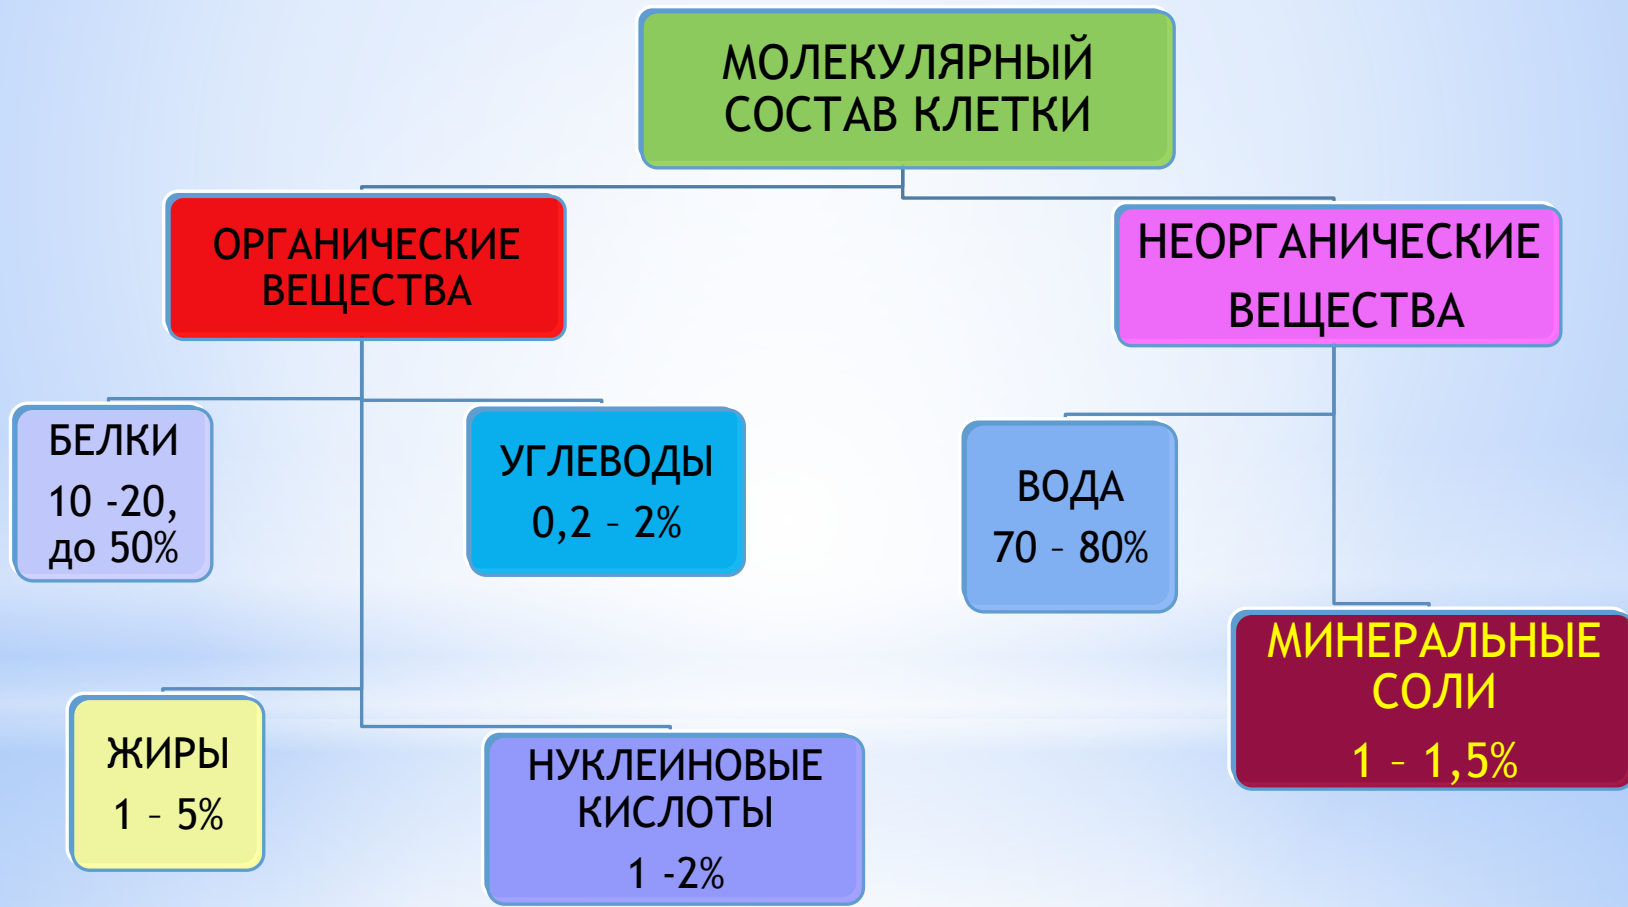 МОЛЕКУЛЯРНЫЙ
СОСТАВ КЛЕТКИ
ОРГАНИЧЕСКИЕ
ВЕЩЕСТВА
НЕОРГАНИЧЕСКИЕ
ВЕЩЕСТВА
БЕЛКИ
10 -20,
до 50%
УГЛЕВОДЫ
0,2 – 2%
ВОДА
70 – 80%
МИНЕРАЛЬНЫЕ
СОЛИ
1 – 1,5%
ЖИРЫ
1 – 5%
НУКЛЕИНОВЫЕ
КИСЛОТЫ
1 -2%